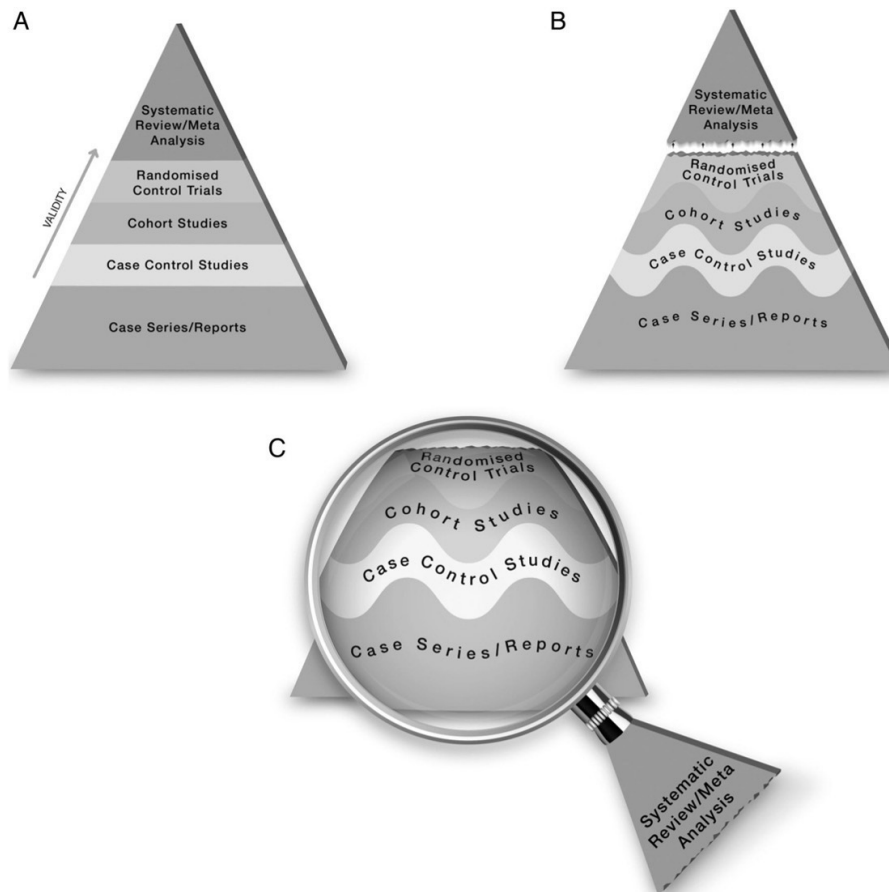 A
Systematic
Review/Meta
Analysis
Randomised
Control Trials
Cohort Studies
Case Control Studies
Case Series/Reports
VALIDITY
B
Systematic
Review/Meta
Analysis
Randomised
Control Trials
Cohort Studies
Case Control Studies
Case Series/Reports
C
Randomised
Control Trials
Cohort Studies
Case Control Studies
Case Series/Reports
Systematic
Review/Meta
Analysis